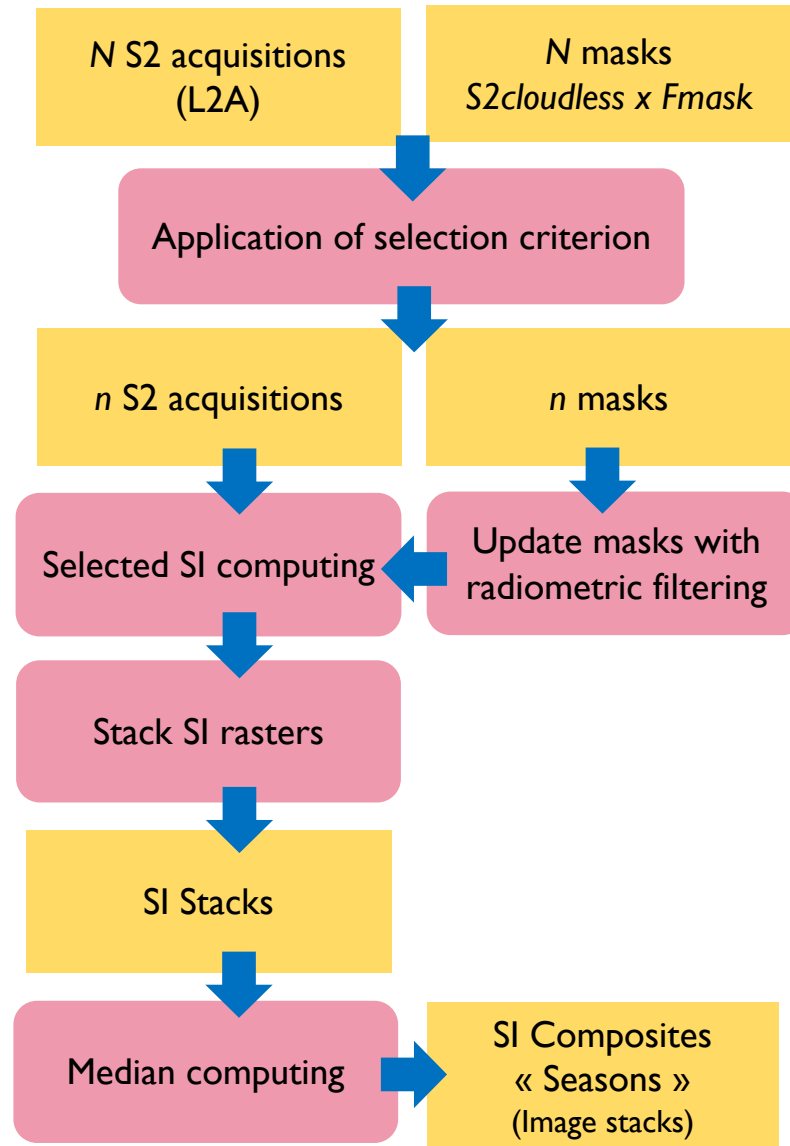 N S2 acquisitions
(L2A)
N masks
S2cloudless x Fmask
Application of selection criterion
n S2 acquisitions
n masks
Selected SI computing
Update masks with
radiometric filtering
Stack SI rasters
SI Stacks
Median computing
SI Composites
« Seasons »
(Image stacks)